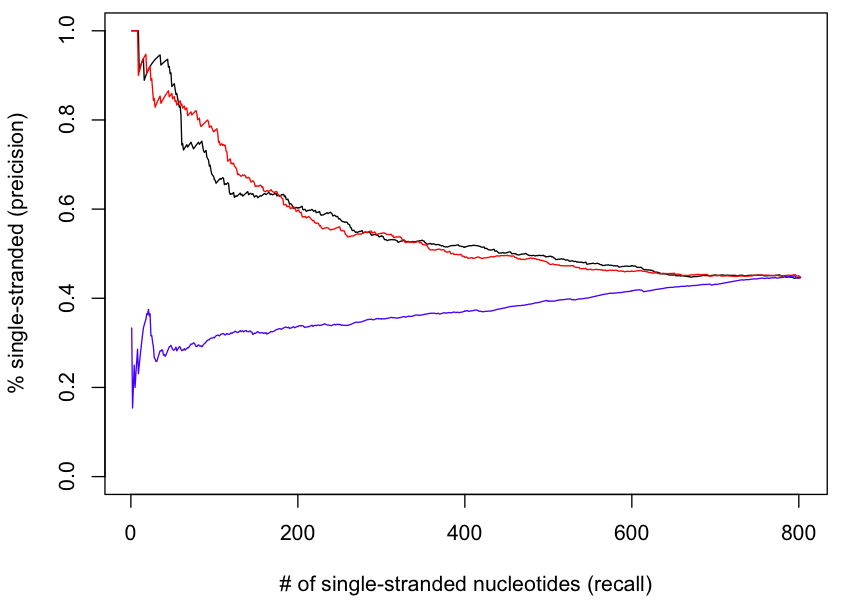 % single-stranded (preicision)
1.0
0.8
0.6
0.4
0.2
0.0
0 200 400 600 800
# of single-stranded nucleotides (recall)